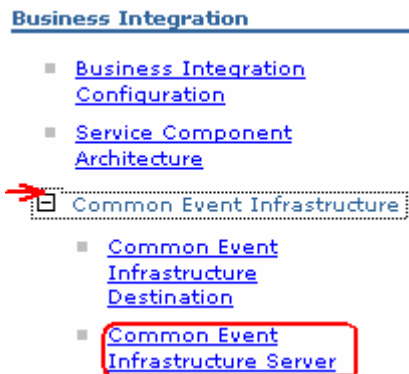 Business Integration
Business Integration
Configuration
Service Component
Architecture
Common Event Infrastructure
Common Event
Infrastructure
Destination
Common Event
Infrastructure Server